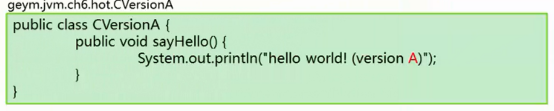 geym.jvm.ch6.hot.CVersionA
public class CVersionA {
public void sayHello() {
System.out.println("hello world! (version A)");
}
}